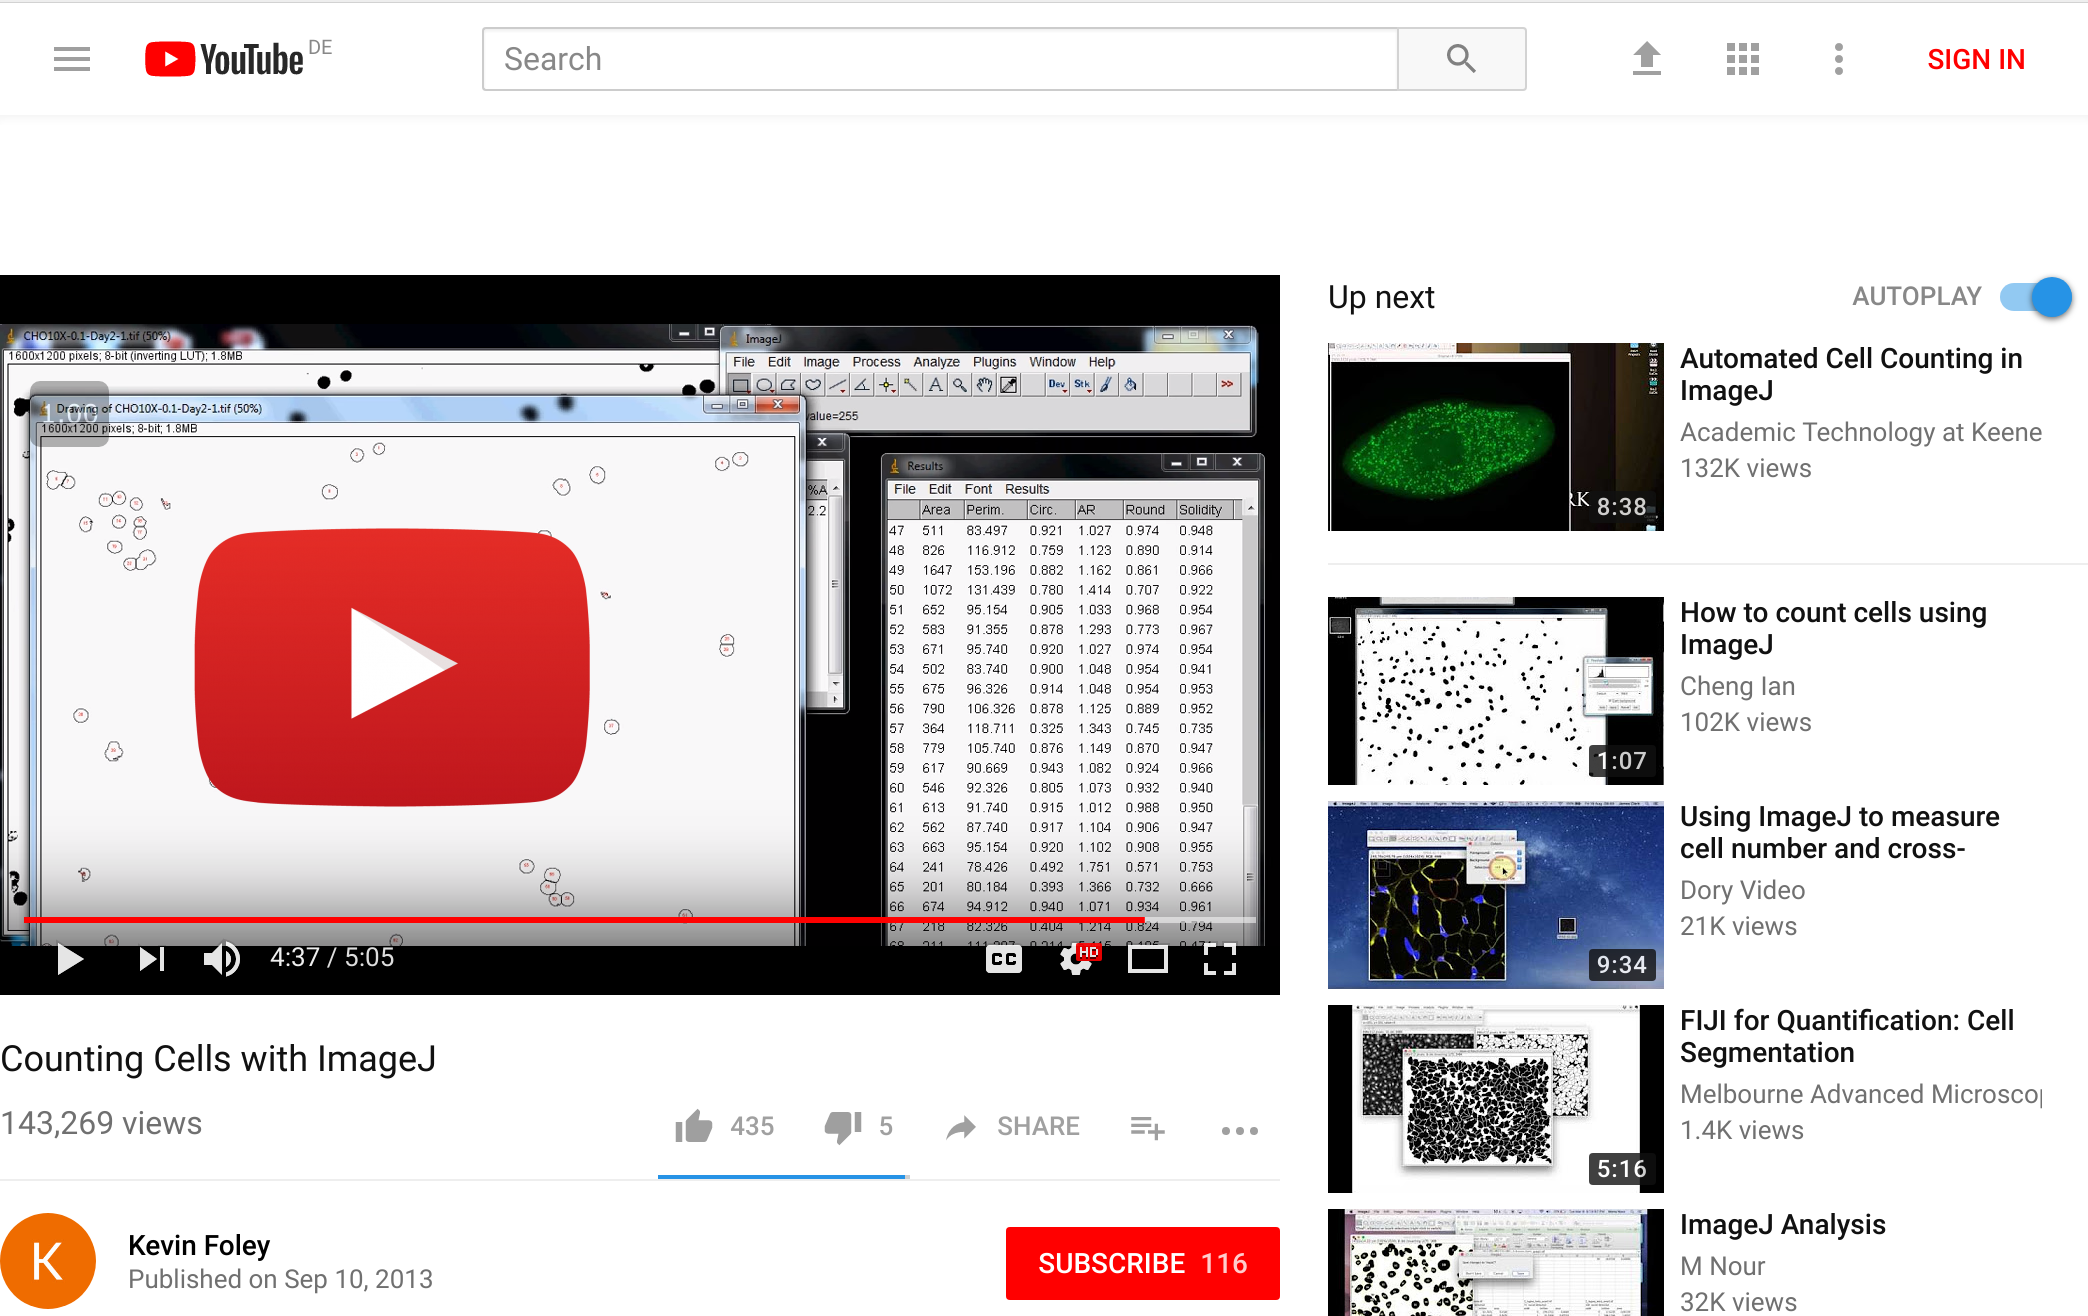 YouTube DE
Search
SIGN IN
CHO10X-0.1-Day2-1.tif (50%)
1600x1200 pixels; 8-bit (inverting LUT); 1.8MB
Drawing of CHO10X-0.1-Day2-1.tif (50%)
1600x1200 pixels; 8-bit; 1.8MB
ImageJ
File Edit Image Process Analyze Plugins Window Help
Dev Stk >>
value=255
%A
2.2
Results
File Edit Font Results
Area Perim. Circ. AR Round Solidity
47 511 83.497 0.921 1.027 0.974 0.948
48 826 116.912 0.759 1.123 0.890 0.914
49 1647 153.196 0.882 1.162 0.861 0.966
50 1072 131.439 0.780 1.414 0.707 0.922
51 652 95.154 0.905 1.033 0.968 0.954
52 583 91.355 0.878 1.293 0.773 0.967
53 671 95.740 0.920 1.027 0.974 0.954
54 502 83.740 0.900 1.048 0.954 0.941
55 675 96.326 0.914 1.048 0.954 0.953
56 790 106.326 0.878 1.125 0.889 0.952
57 364 118.711 0.325 1.343 0.745 0.735
58 779 105.740 0.876 1.149 0.870 0.947
59 617 90.669 0.943 1.082 0.924 0.966
60 546 92.326 0.805 1.073 0.932 0.940
61 613 91.740 0.915 1.012 0.988 0.950
62 562 87.740 0.917 1.104 0.906 0.947
63 663 95.154 0.920 1.102 0.908 0.955
64 241 78.426 0.492 1.751 0.571 0.753
65 201 80.184 0.393 1.366 0.732 0.666
66 674 94.912 0.940 1.071 0.934 0.961
67 218 82.326 0.404 1.214 0.824 0.794
4:37 / 5:05
CC
HD
Counting Cells with ImageJ
143,269 views
435
5
SHARE
K
Kevin Foley
Published on Sep 10, 2013
SUBSCRIBE 116
Up next
AUTOPLAY
RK 8:38
Automated Cell Counting in
ImageJ
Academic Technology at Keene
132K views
1:07
How to count cells using
ImageJ
Cheng Ian
102K views
9:34
Using ImageJ to measure
cell number and cross-
Dory Video
21K views
5:16
FIJI for Quantification: Cell
Segmentation
Melbourne Advanced Microscop
1.4K views
ImageJ Analysis
M Nour
32K views